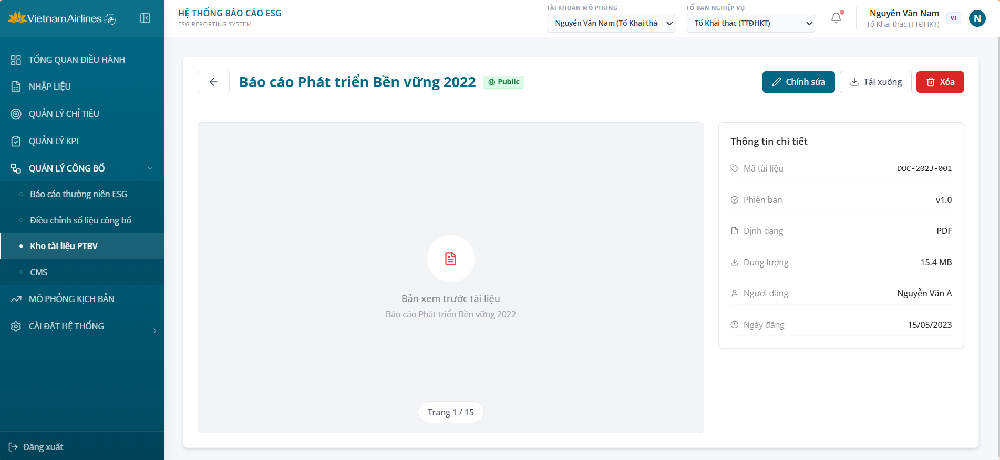 VietnamAirlines
HỆ THỐNG BÁO CÁO ESG
ESG REPORTING SYSTEM
TÀI KHOẢN MÔ PHỎNG
Nguyễn Văn Nam (Tổ Khai thá
TỔ BAN NGHIỆP VỤ
Tổ Khai thác (TTĐHKT)
Nguyễn Văn Nam
Tổ Khai thác (TTĐHKT)
VI
N
TỔNG QUAN ĐIỀU HÀNH
NHẬP LIỆU
QUẢN LÝ CHỈ TIÊU
QUẢN LÝ KPI
QUẢN LÝ CÔNG BỐ
Báo cáo thường niên ESG
Điều chỉnh số liệu công bố
Kho tài liệu PTBV
CMS
MÔ PHỎNG KỊCH BẢN
CÀI ĐẶT HỆ THỐNG
Đăng xuất
Báo cáo Phát triển Bền vững 2022
Public
Chỉnh sửa
Tải xuống
Xóa
Bản xem trước tài liệu
Báo cáo Phát triển Bền vững 2022
Trang 1 / 15
Thông tin chi tiết
Mã tài liệu DOC-2023-001
Phiên bản v1.0
Định dạng PDF
Dung lượng 15.4 MB
Người đăng Nguyễn Văn A
Ngày đăng 15/05/2023